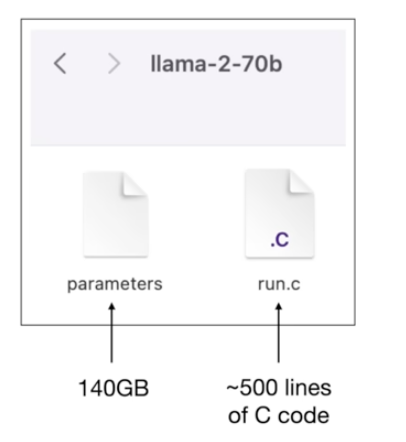 llama-2-70b
.C
parameters
run.c
140GB
~500 lines
of C code